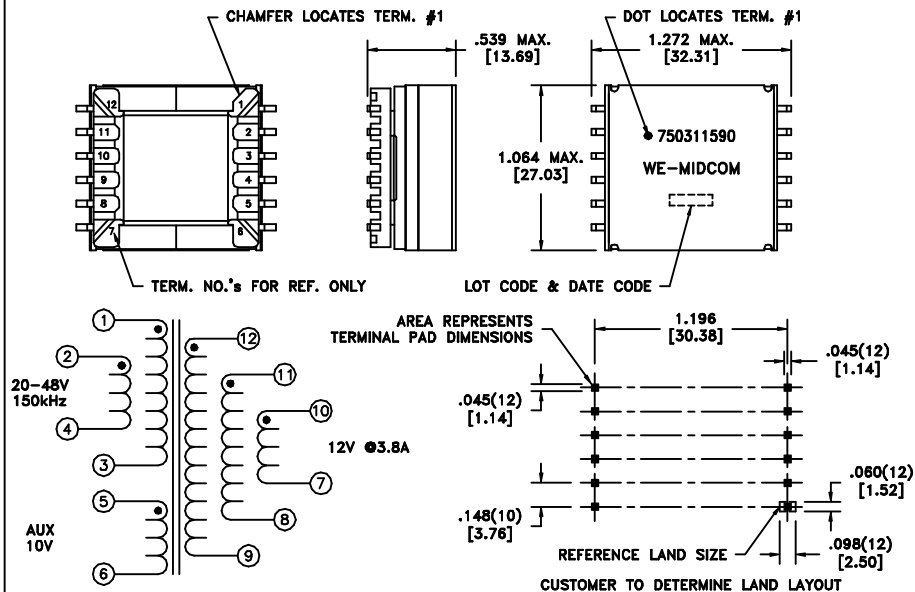 CHAMFER LOCATES TERM. #1
DOT LOCATES TERM. #1
.539 MAX.
[13.69]
1.272 MAX.
[32.31]
12
1
11
2
10
3
9
4
8
5
7
6
1.064 MAX.
[27.03]
750311590
WE-MIDCOM
TERM. NO.'s FOR REF. ONLY
LOT CODE & DATE CODE
1
2
20-48V
150kHz
4
3
5
AUX
10V
6
12
11
10
12V @3.8A
7
8
9
AREA REPRESENTS
TERMINAL PAD DIMENSIONS
1.196
[30.38]
.045(12)
[1.14]
.045(12)
[1.14]
.060(12)
[1.52]
.148(10)
[3.76]
REFERENCE LAND SIZE
.098(12)
[2.50]
CUSTOMER TO DETERMINE LAND LAYOUT